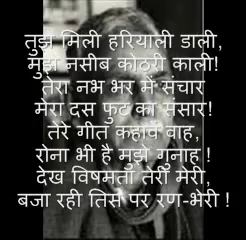 तुझे मिली हरियाली डाली,
मुझे नसीब कोठरी काली!
तेरा नभ भर में संचार
मेरा दस फुट का संसार!
तेरे गीत कहावें वाह,
रोना भी है मुझे गुनाह !
देख विषमता तेरी मेरी,
बजा रही तिस पर रण-भेरी !